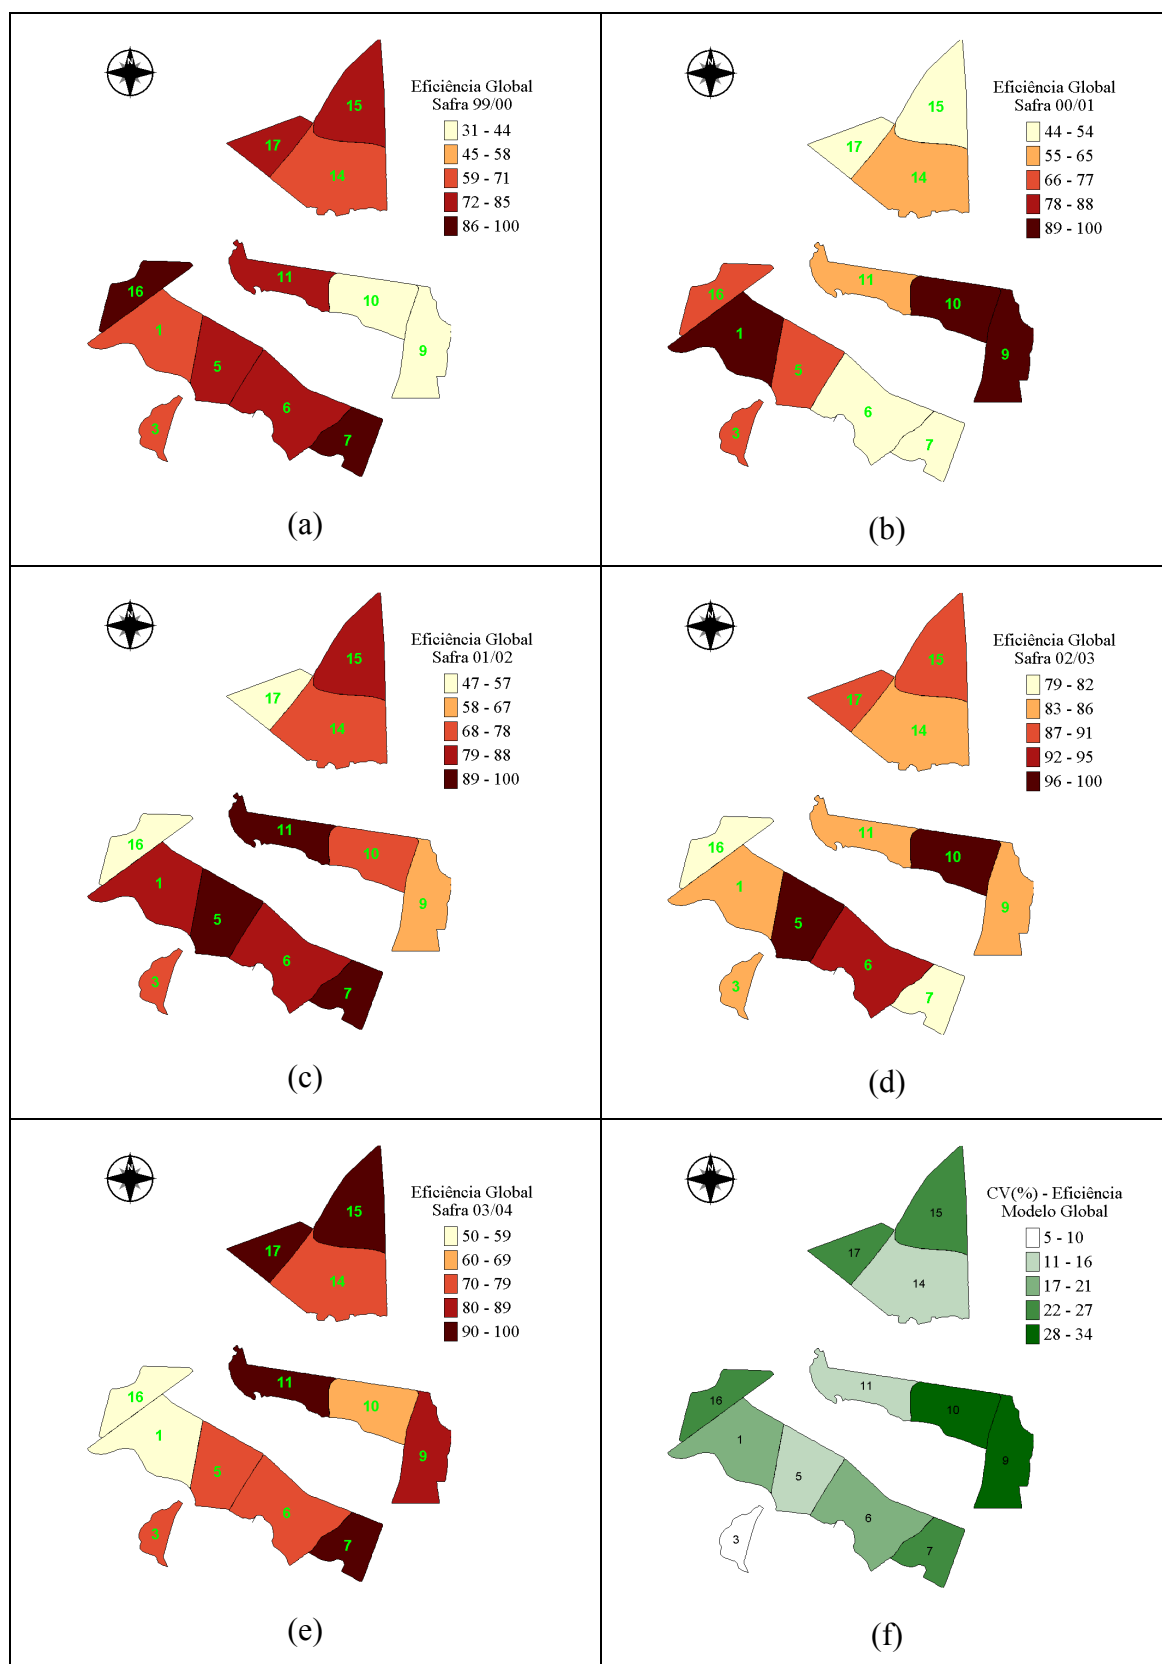 N
Eficiência Global
Safra 99/00
31 - 44
45 - 58
59 - 71
72 - 85
86 - 100
15
17
14
11
10
9
16
1
5
6
7
3
(a)
N
Eficiência Global
Safra 00/01
44 - 54
55 - 65
66 - 77
78 - 88
89 - 100
15
17
14
11
10
9
16
1
5
6
7
3
(b)
N
Eficiência Global
Safra 01/02
47 - 57
58 - 67
68 - 78
79 - 88
89 - 100
15
17
14
11
10
9
16
1
5
6
7
3
(c)
N
Eficiência Global
Safra 02/03
79 - 82
83 - 86
87 - 91
92 - 95
96 - 100
15
17
14
11
10
9
16
1
5
6
7
3
(d)
N
Eficiência Global
Safra 03/04
50 - 59
60 - 69
70 - 79
80 - 89
90 - 100
15
17
14
11
10
9
16
1
5
6
7
3
(e)
N
CV(%) - Eficiência
Modelo Global
5 - 10
11 - 16
17 - 21
22 - 27
28 - 34
15
17
14
11
10
9
16
1
5
6
7
3
(f)